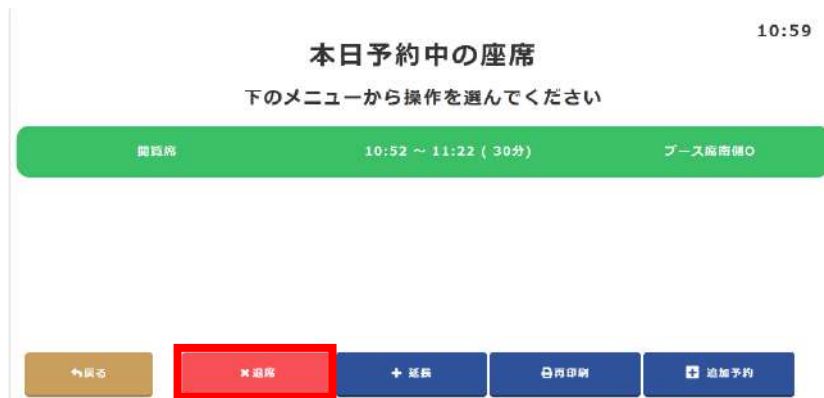 10:59
本日予約中の座席
下のメニューから操作を選んでください
閲覧席 10:52 ～ 11:22 ( 30分) ブース席南側O
戻る ×退席 + 延長 再印刷 + 追加予約